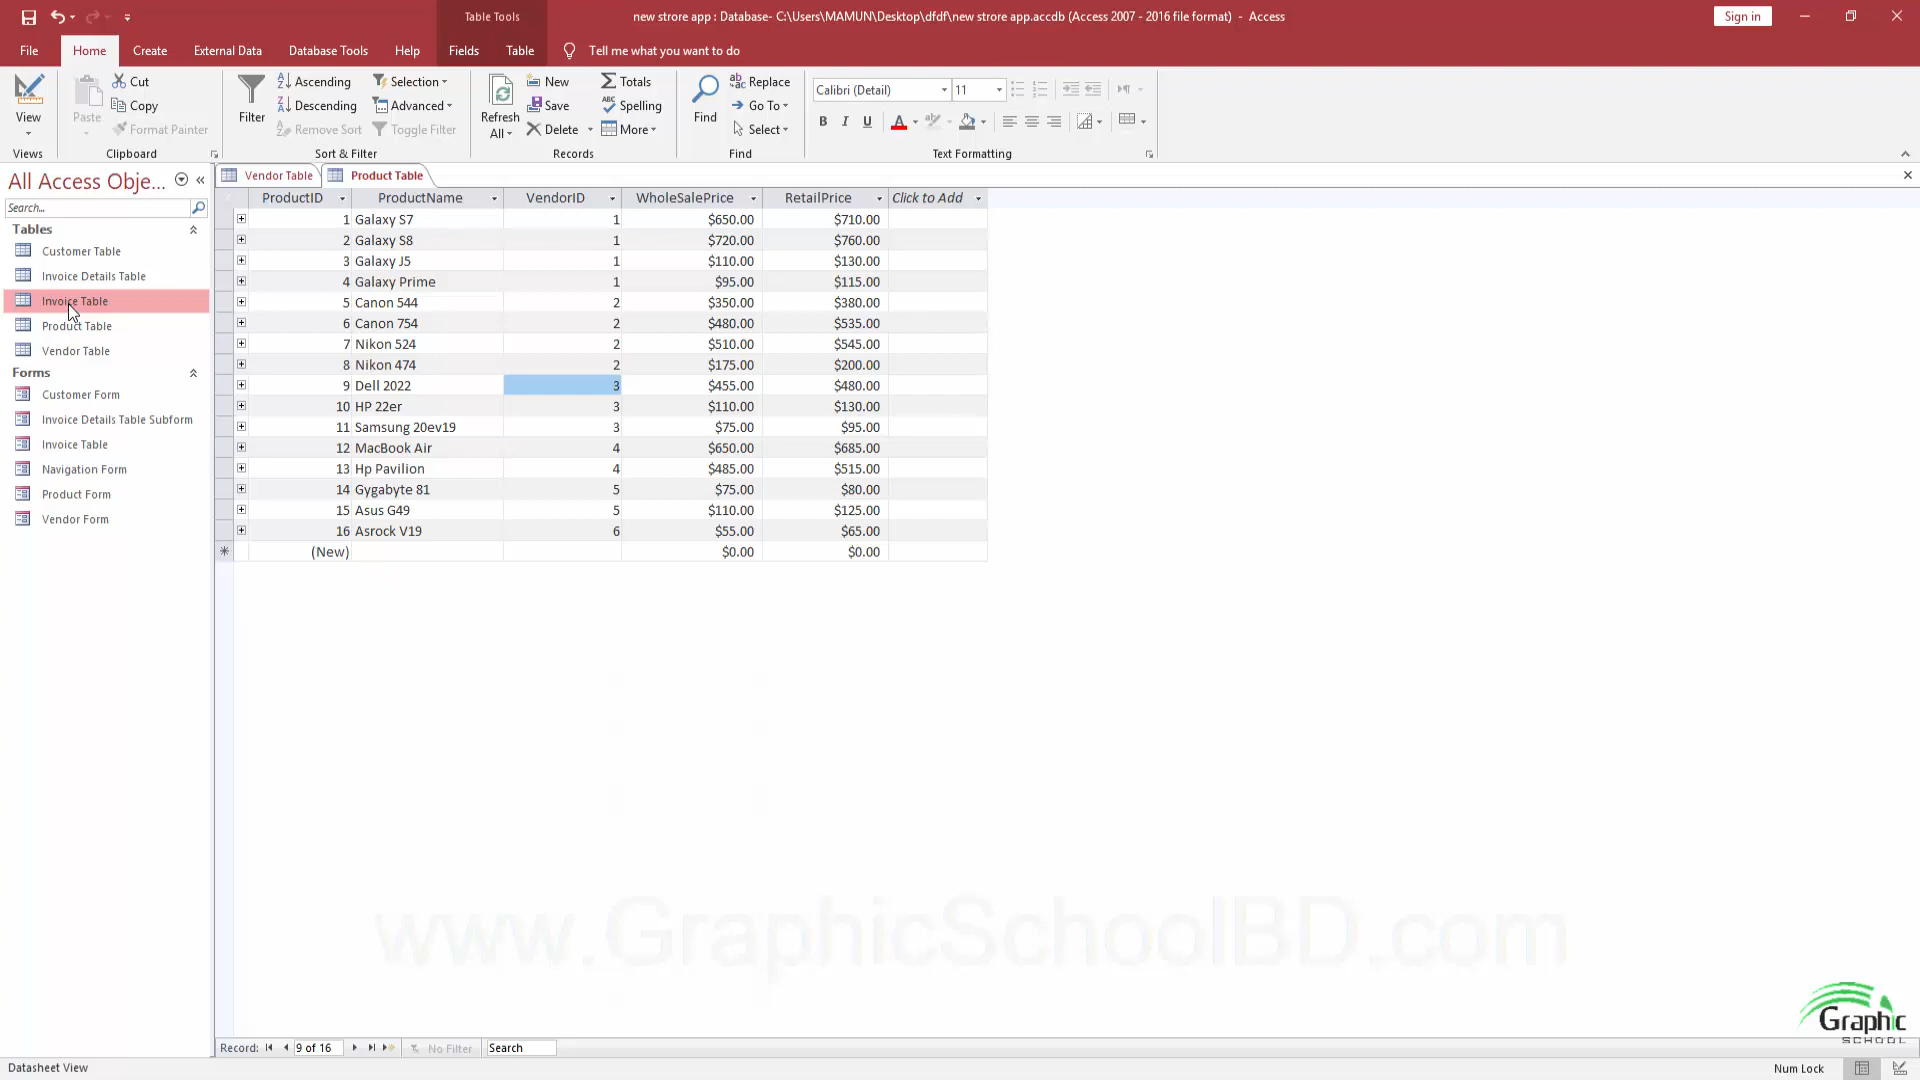 Table Tools
new strore app : Database- C:\Users\MAMUN\Desktop\dfdf\new strore app.accdb (Access 2007 - 2016 file format) - Access
Sign in
File Home Create External Data Database Tools Help Fields Table Tell me what you want to do
View
Views
Paste
Cut
Copy
Format Painter
Clipboard
Filter
Ascending
Descending
Remove Sort
Selection
Advanced
Toggle Filter
Sort & Filter
Refresh
All
New
Save
Delete
Totals
Spelling
More
Records
Find
Replace
Go To
Select
Find
Calibri (Detail) 11
B I U A
Text Formatting
All Access Obje...
Search...
Tables
Customer Table
Invoice Details Table
Invoice Table
Product Table
Vendor Table
Forms
Customer Form
Invoice Details Table Subform
Invoice Table
Navigation Form
Product Form
Vendor Form
Vendor Table Product Table
ProductID ProductName VendorID WholeSalePrice RetailPrice Click to Add
1 Galaxy S7 1 $650.00 $710.00
2 Galaxy S8 1 $720.00 $760.00
3 Galaxy J5 1 $110.00 $130.00
4 Galaxy Prime 1 $95.00 $115.00
5 Canon 544 2 $350.00 $380.00
6 Canon 754 2 $480.00 $535.00
7 Nikon 524 2 $510.00 $545.00
8 Nikon 474 2 $175.00 $200.00
9 Dell 2022 3 $455.00 $480.00
10 HP 22er 3 $110.00 $130.00
11 Samsung 20ev19 3 $75.00 $95.00
12 MacBook Air 4 $650.00 $685.00
13 Hp Pavilion 4 $485.00 $515.00
14 Gygabyte 81 5 $75.00 $80.00
15 Asus G49 5 $110.00 $125.00
16 Asrock V19 6 $55.00 $65.00
(New) $0.00 $0.00
www.GraphicSchoolBD.com
Graphic
SCHOOL
Record: 9 of 16 No Filter Search
Datasheet View
Num Lock